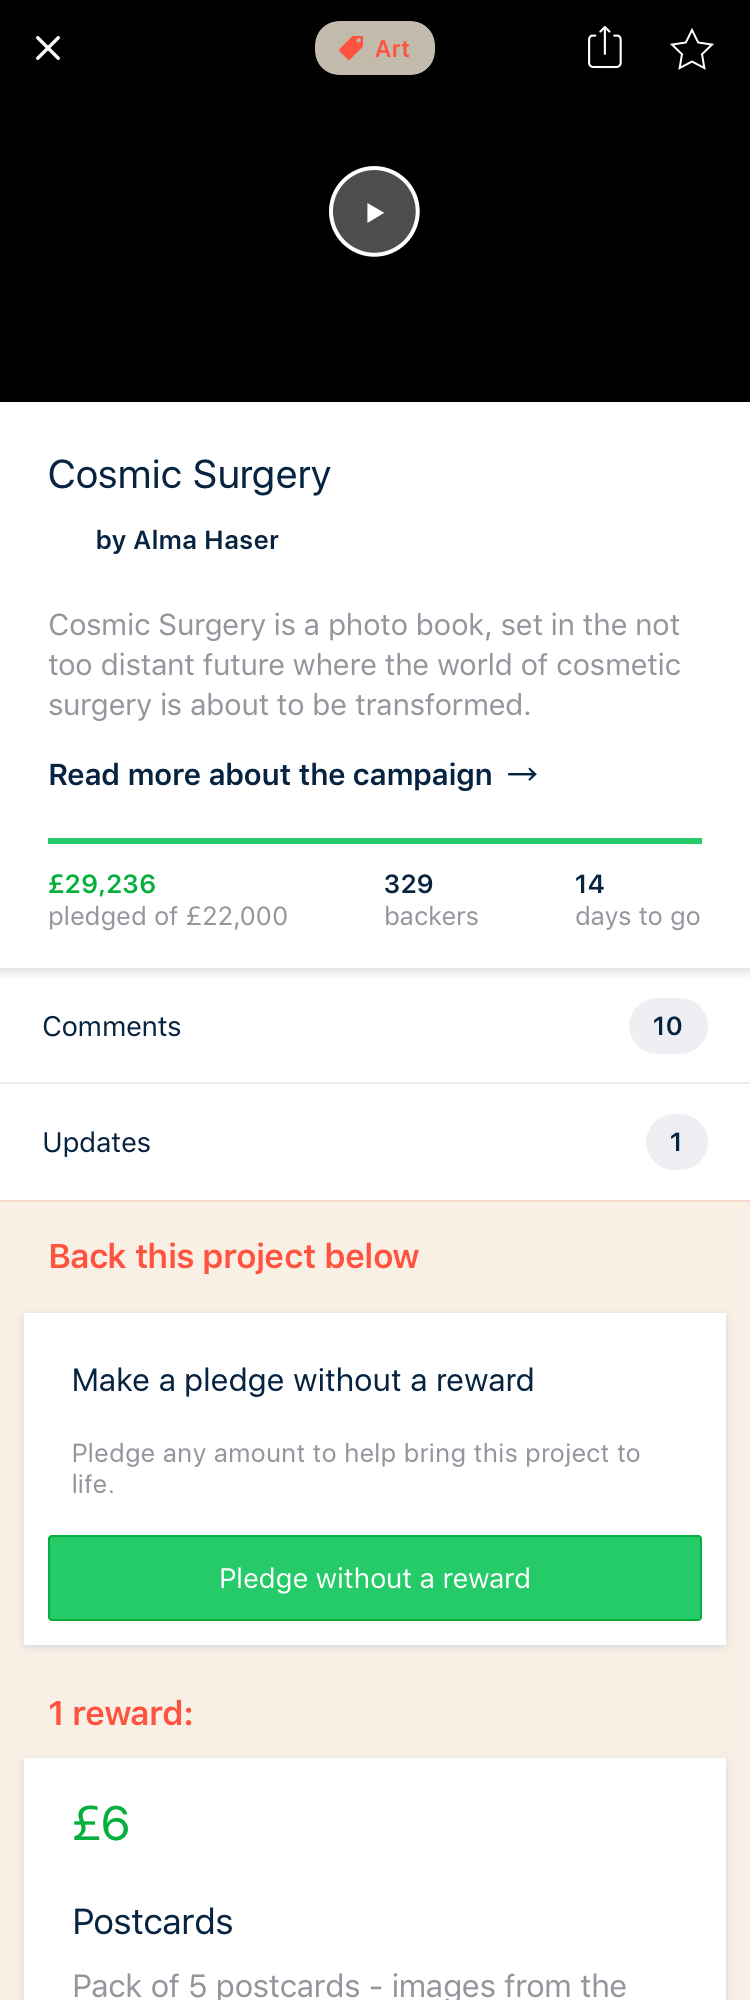 Art
Cosmic Surgery
by Alma Haser
Cosmic Surgery is a photo book, set in the not
too distant future where the world of cosmetic
surgery is about to be transformed.
Read more about the campaign →
£29,236
pledged of £22,000
329
backers
14
days to go
Comments
10
Updates
1
Back this project below
Make a pledge without a reward
Pledge any amount to help bring this project to
life.
Pledge without a reward
1 reward:
£6
Postcards
Pack of 5 postcards - images from the